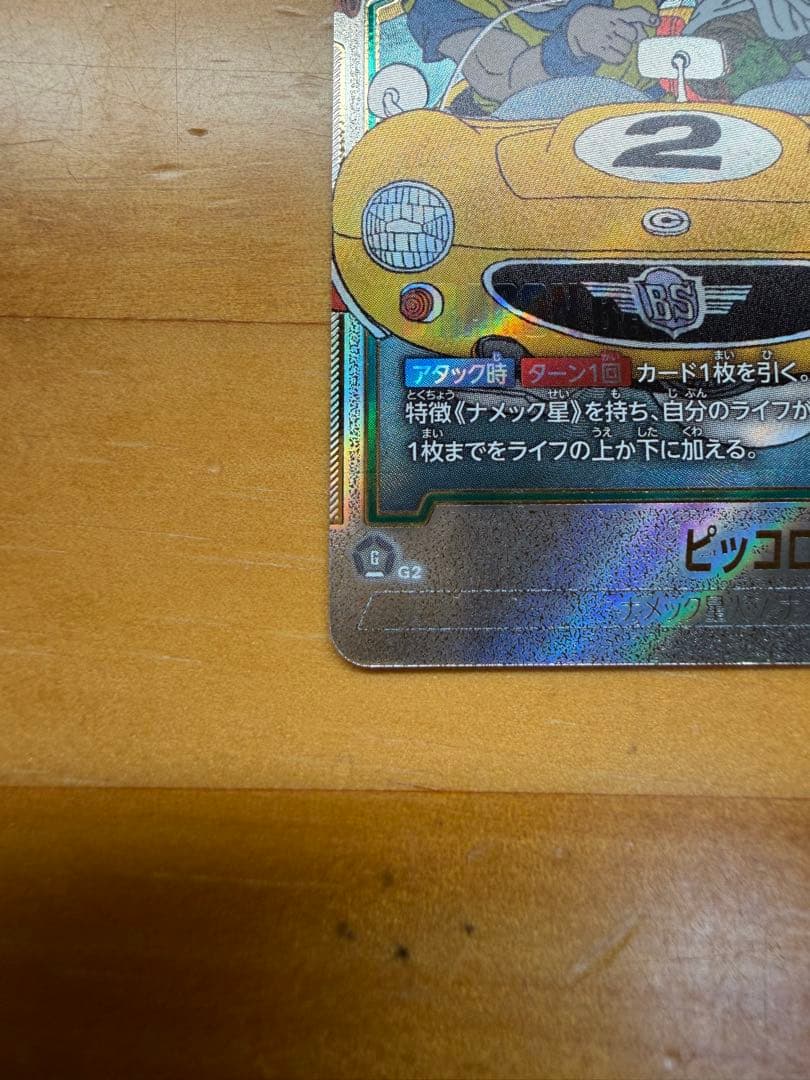 2
C
BS
アタック時 ターン1回 カード1枚を引く。
特徴《ナメック星》を持ち、自分のライフが
1枚までをライフの上か下に加える。
G G2
ピッコロ
ナメック星